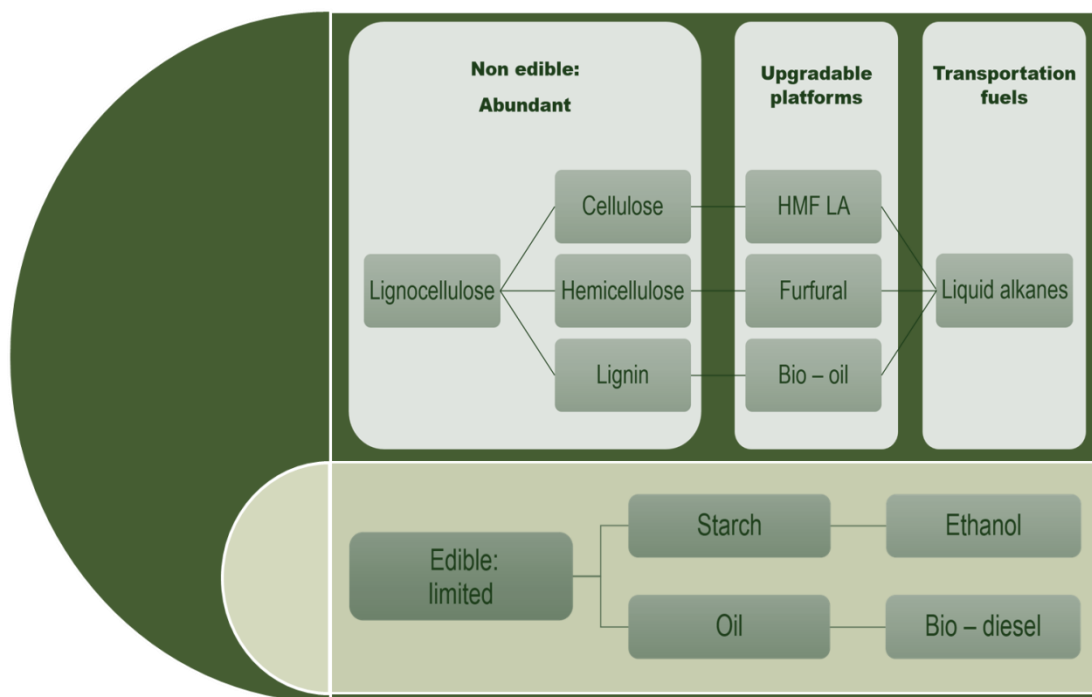 Non edible:
Abundant
Upgradable
platforms
Transportation
fuels
Cellulose
HMF LA
Lignocellulose
Hemicellulose
Furfural
Liquid alkanes
Lignin
Bio – oil
Edible:
limited
Starch
Ethanol
Oil
Bio – diesel